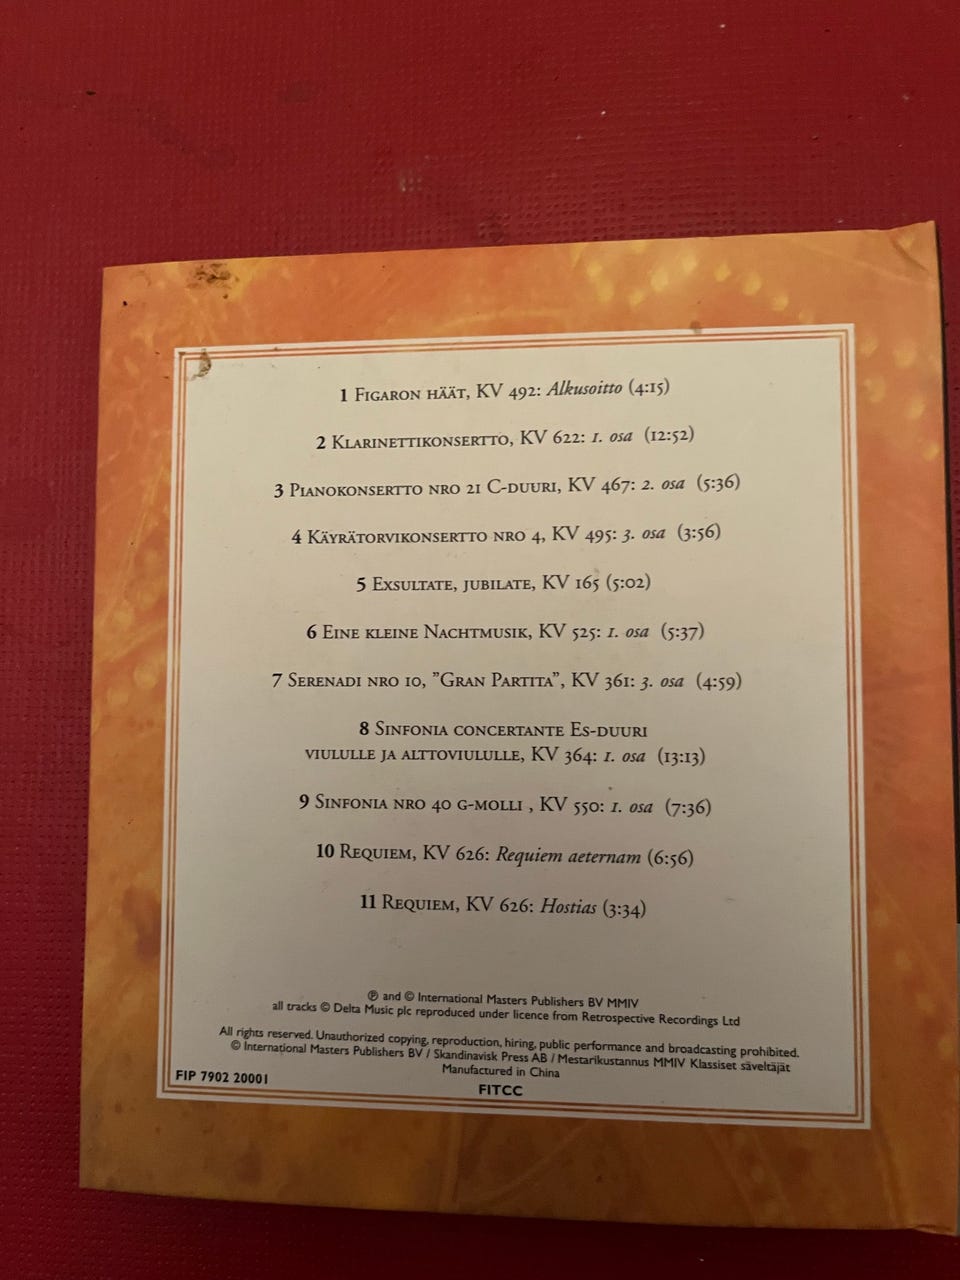 1 Figaron häät, KV 492: Alkusoitto (4:15)
2 Klarinettikonsertto, KV 622: 1. osa (12:52)
3 Pianokonsertto nro 21 C-duuri, KV 467: 2. osa (5:36)
4 Käyrätorvikonsertto nro 4, KV 495: 3. osa (3:56)
5 Exsultate, jubilate, KV 165 (5:02)
6 Eine kleine Nachtmusik, KV 525: 1. osa (5:37)
7 Serenadi nro 10, ”Gran Partita”, KV 361: 3. osa (4:59)
8 Sinfonia concertante Es-duuri
viululle ja alttoviululle, KV 364: 1. osa (13:13)
9 Sinfonia nro 40 g-molli , KV 550: 1. osa (7:36)
10 Requiem, KV 626: Requiem aeternam (6:56)
11 Requiem, KV 626: Hostias (3:34)
℗ and © International Masters Publishers BV MMIV
all tracks © Delta Music plc reproduced under licence from Retrospective Recordings Ltd
All rights reserved. Unauthorized copying, reproduction, hiring, public performance and broadcasting prohibited.
© International Masters Publishers BV / Skandinavisk Press AB / Mestarikustannus MMIV Klassiset säveltäjät
Manufactured in China
FIP 7902 20001
FITCC